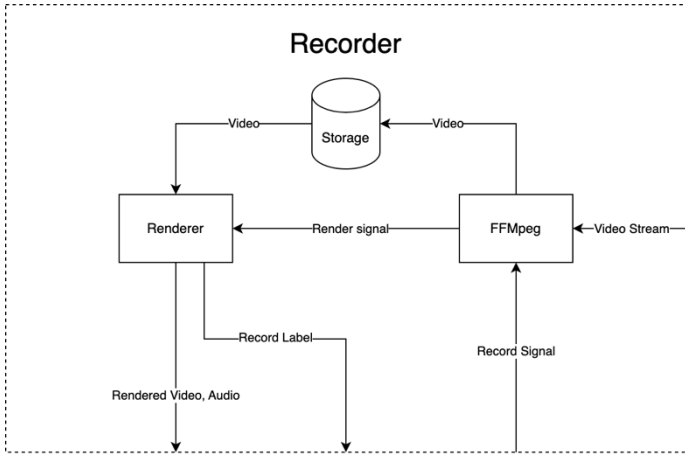 Recorder
Video
Storage
Video
Renderer
Render signal
FFMpeg
Video Stream
Record Label
Record Signal
Rendered Video, Audio